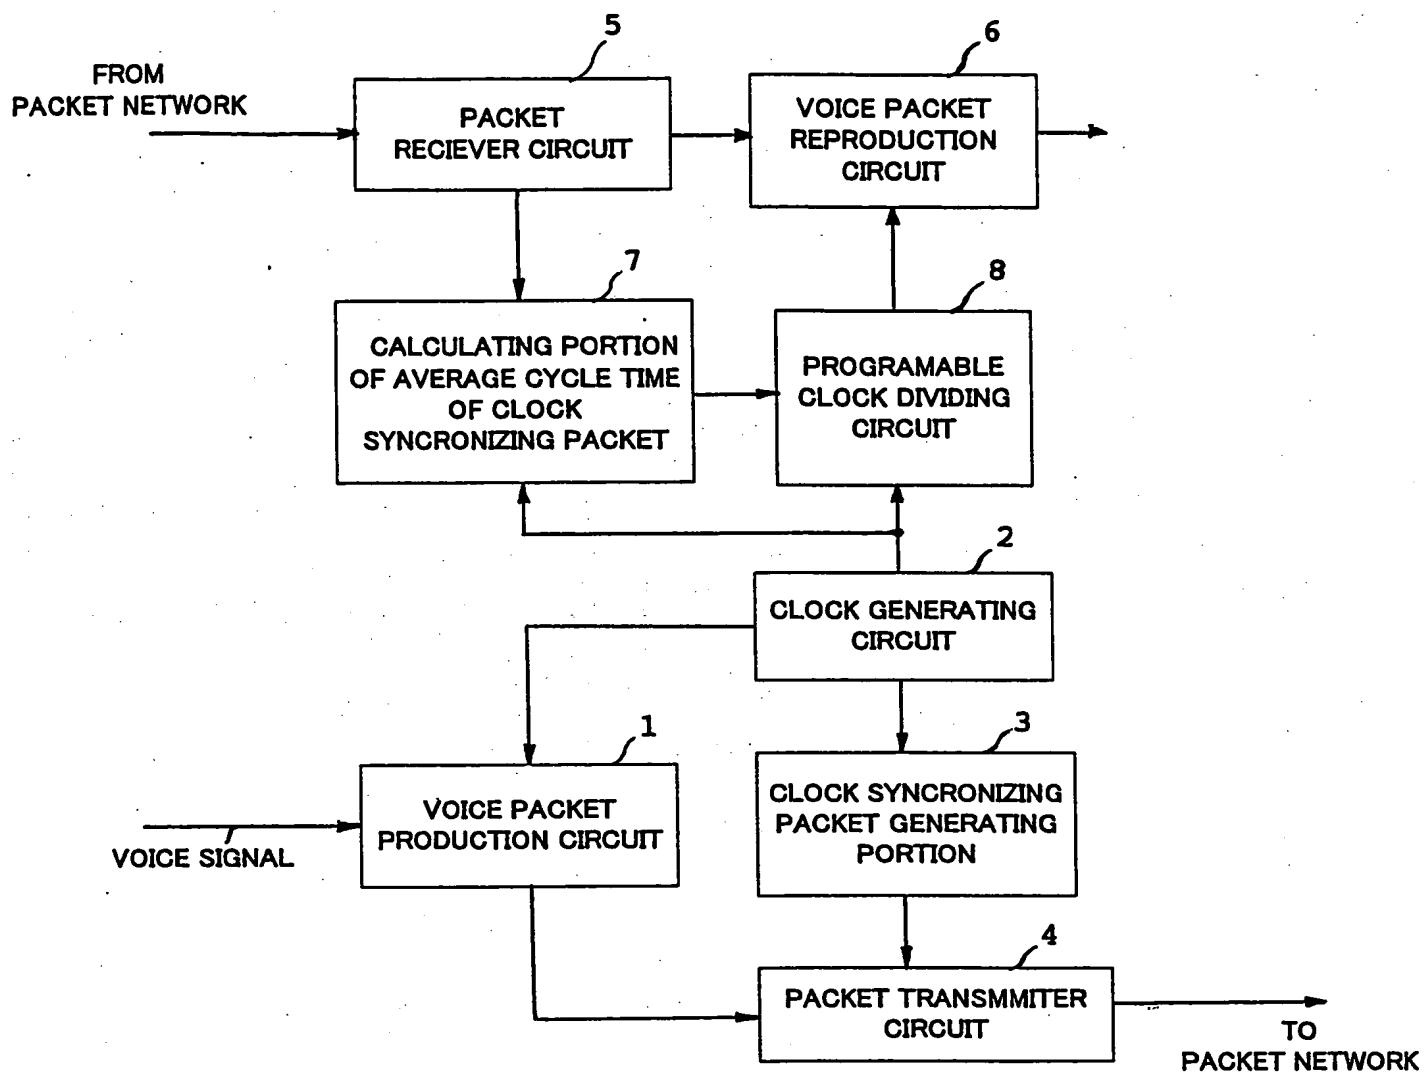 5
6
FROM
PACKET NETWORK
PACKET
RECIEVER CIRCUIT
VOICE PACKET
REPRODUCTION
CIRCUIT
7
8
CALCULATING PORTION
OF AVERAGE CYCLE TIME
OF CLOCK
SYNCRONIZING PACKET
PROGRAMABLE
CLOCK DIVIDING
CIRCUIT
2
CLOCK GENERATING
CIRCUIT
1
3
VOICE SIGNAL
VOICE PACKET
PRODUCTION CIRCUIT
CLOCK SYNCRONIZING
PACKET GENERATING
PORTION
4
PACKET TRANSMMITER
CIRCUIT
TO
PACKET NETWORK